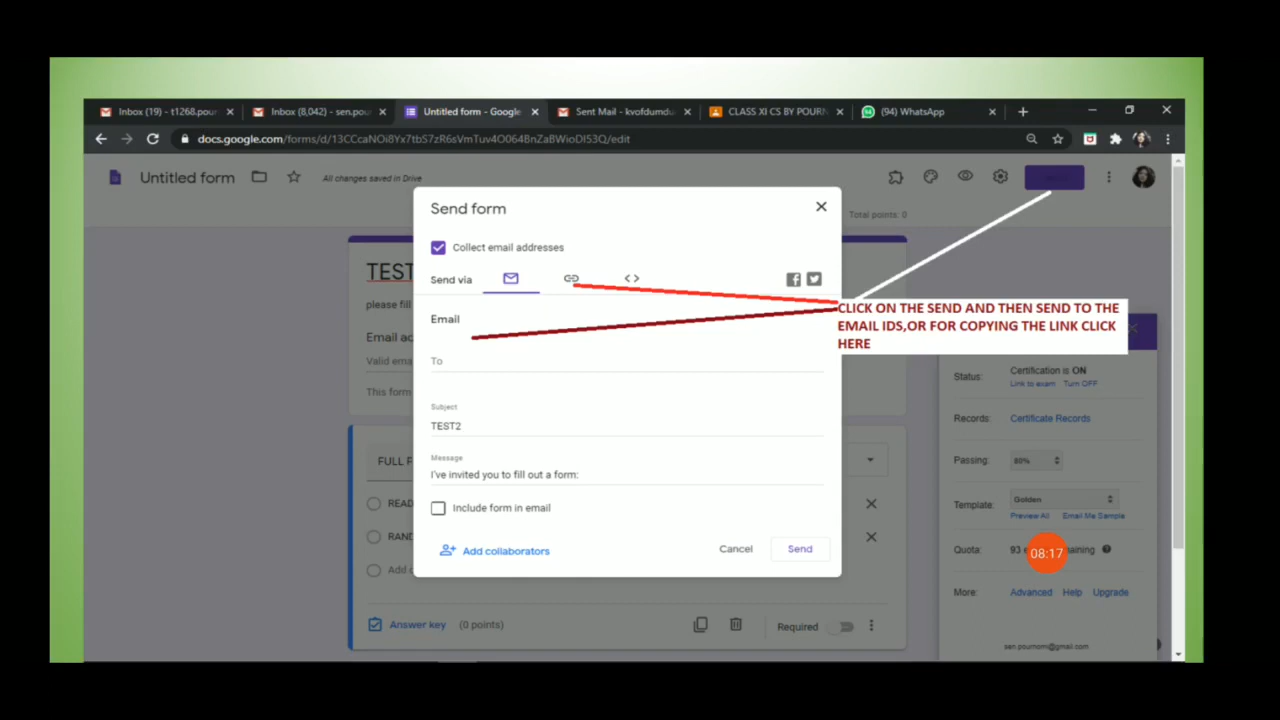 Inbox (19) - t1268.pour
Inbox (8,042) - sen.pou
Untitled form - Google
Sent Mail - kvofdumdu
CLASS XI CS BY POURN
(94) WhatsApp
docs.google.com/forms/d/13CCcaNOi8Yx7tbS7zR6sVmTuv4O064BnZaBWioDI53Q/edit
Untitled form
All changes saved in Drive
Total points: 0
Send form
Collect email addresses
Send via
Email
To
Subject
TEST2
Message
I've invited you to fill out a form:
Include form in email
Add collaborators
Cancel
Send
CLICK ON THE SEND AND THEN SEND TO THE
EMAIL IDS,OR FOR COPYING THE LINK CLICK
HERE
TEST
please fill
Email ad
Valid ema
This form
FULL F
READ
RAND
Add o
Answer key (0 points)
Required
Status: Certification is ON
Link to exam Turn OFF
Records: Certificate Records
Passing: 80%
Template: Golden
Preview All Email Me Sample
Quota: 93 maining
08:17
More: Advanced Help Upgrade
sen.pournomi@gmail.com